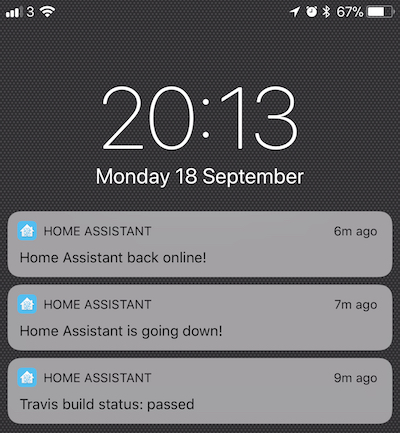 3 67%
20:13
Monday 18 September
HOME ASSISTANT 6m ago
Home Assistant back online!
HOME ASSISTANT 7m ago
Home Assistant is going down!
HOME ASSISTANT 9m ago
Travis build status: passed